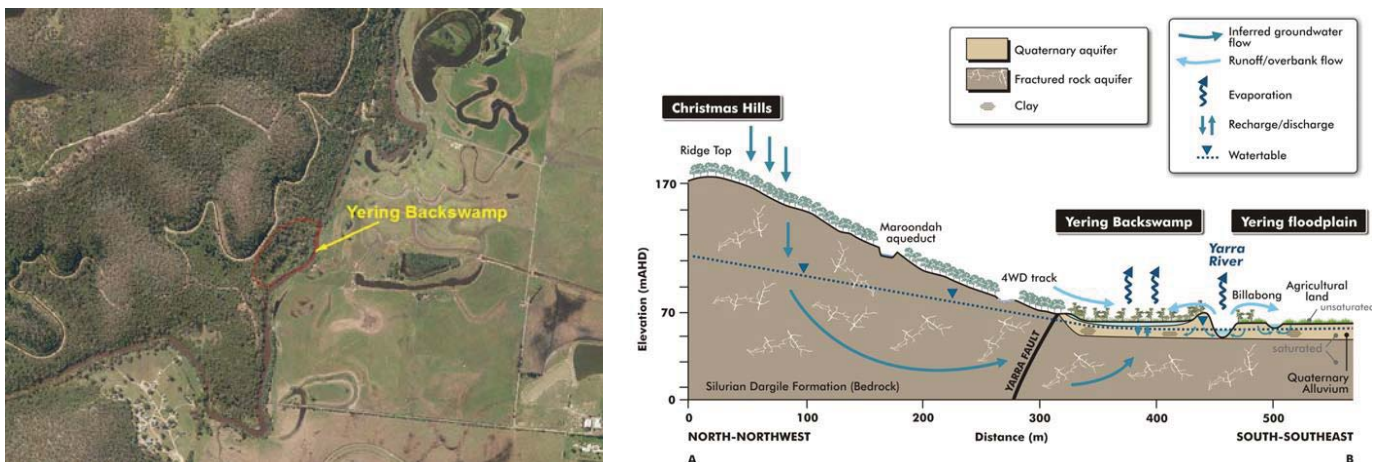 Yering Backswamp
Quaternary aquifer
Fractured rock aquifer
Clay
Inferred groundwater
flow
Runoff/overbank flow
Evaporation
Recharge/discharge
Watertable
Christmas Hills
Ridge Top
170
70
0
Elevation (mAHD)
Maroondah
aqueduct
4WD track
Yering Backswamp
Yering floodplain
Yarra
River
Billabong
Agricultural
land
unsaturated
saturated
Quaternary
Alluvium
YARRA FAULT
Silurian Dargile Formation (Bedrock)
0
100
200
300
400
500
NORTH-NORTHWEST
Distance (m)
SOUTH-SOUTHEAST
A
B